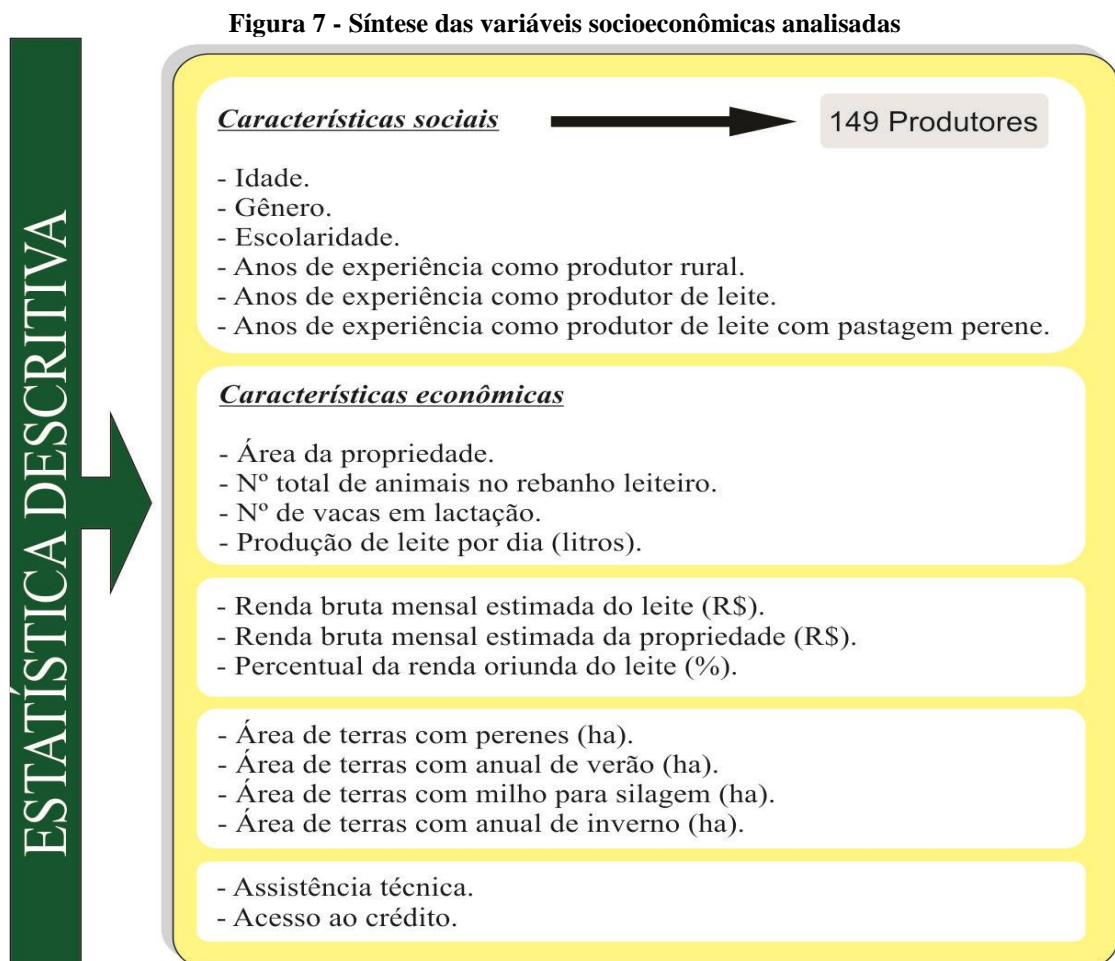 Figura 7 - Síntese das variáveis socioeconômicas analisadas
ESTATÍSTICA DESCRITIVA
Características sociais
149 Produtores
- Idade.
- Gênero.
- Escolaridade.
- Anos de experiência como produtor rural.
- Anos de experiência como produtor de leite.
- Anos de experiência como produtor de leite com pastagem perene.
Características econômicas
- Área da propriedade.
- Nº total de animais no rebanho leiteiro.
- Nº de vacas em lactação.
- Produção de leite por dia (litros).
- Renda bruta mensal estimada do leite (R$).
- Renda bruta mensal estimada da propriedade (R$).
- Percentual da renda oriunda do leite (%).
- Área de terras com perenes (ha).
- Área de terras com anual de verão (ha).
- Área de terras com milho para silagem (ha).
- Área de terras com anual de inverno (ha).
- Assistência técnica.
- Acesso ao crédito.